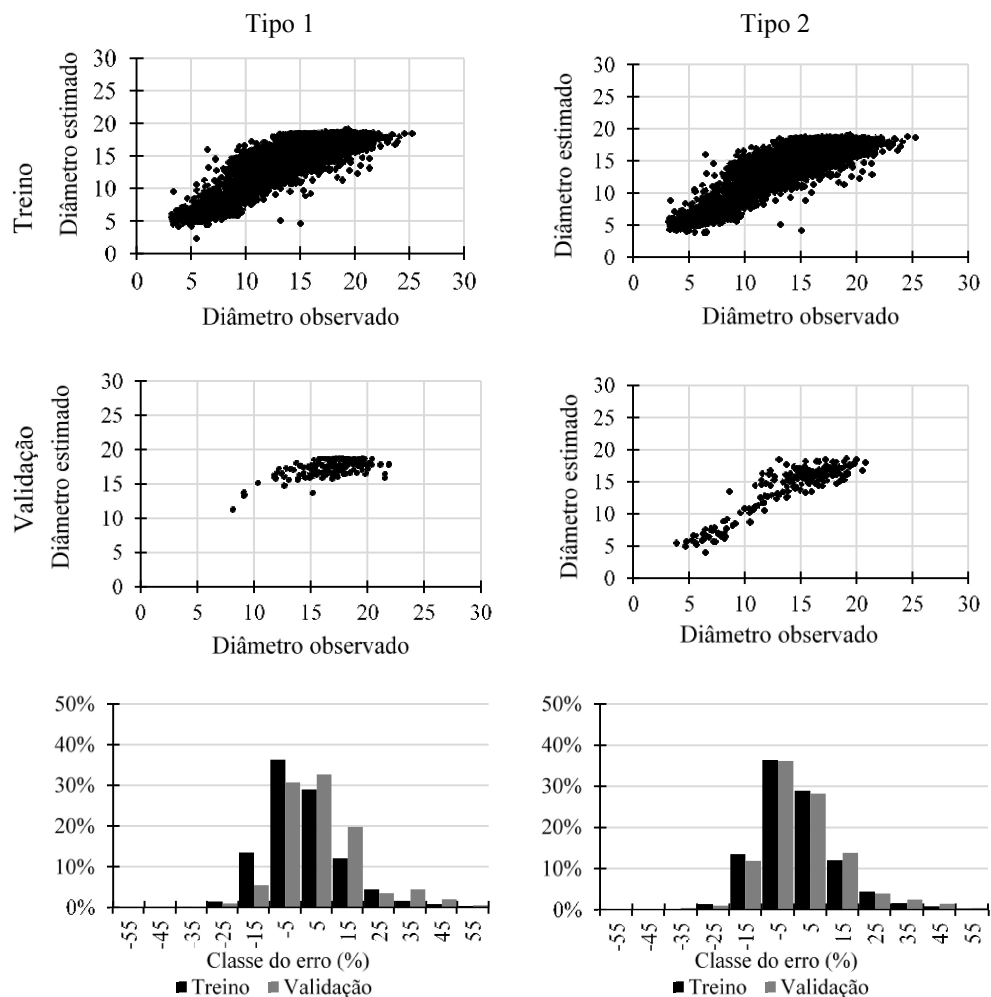 Tipo 1
Tipo 2
Treino
Diâmetro estimado
30
25
20
15
10
5
0
0 5 10 15 20 25 30
Diâmetro observado
Diâmetro estimado
30
25
20
15
10
5
0
0 5 10 15 20 25 30
Diâmetro observado
Validação
Diâmetro estimado
30
25
20
15
10
5
0
0 5 10 15 20 25 30
Diâmetro observado
Diâmetro estimado
30
25
20
15
10
5
0
0 5 10 15 20 25 30
Diâmetro observado
50%
40%
30%
20%
10%
0%
-55 -45 -35 -25 -15 -5 5 15 25 35 45 55
Classe do erro (%)
Treino Validação
50%
40%
30%
20%
10%
0%
-55 -45 -35 -25 -15 -5 5 15 25 35 45 55
Classe do erro (%)
Treino Validação